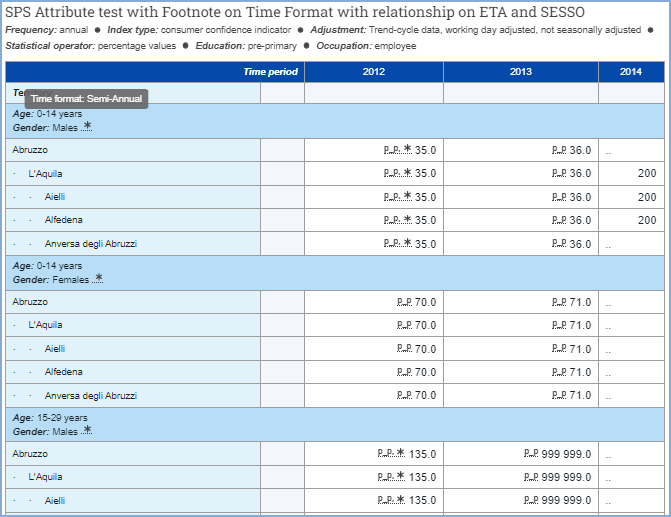 SPS Attribute test with Footnote on Time Format with relationship on ETA and SESSO
Frequency: annual ● Index type: consumer confidence indicator ● Adjustment: Trend-cycle data, working day adjusted, not seasonally adjusted ●
Statistical operator: percentage values ● Education: pre-primary ● Occupation: employee
Time period 2012 2013 2014
Time format: Semi-Annual
Age: 0-14 years
Gender: Males *
Abruzzo p p * 35.0 p p 36.0 ..
· L'Aquila p p * 35.0 p p 36.0 200
· · Aielli p p * 35.0 p p 36.0 200
· · Alfedena p p * 35.0 p p 36.0 200
· · Anversa degli Abruzzi p p * 35.0 p p 36.0 ..
Age: 0-14 years
Gender: Females *
Abruzzo p p 70.0 p p 71.0 ..
· L'Aquila p p 70.0 p p 71.0 ..
· · Aielli p p 70.0 p p 71.0 ..
· · Alfedena p p 70.0 p p 71.0 ..
· · Anversa degli Abruzzi p p 70.0 p p 71.0 ..
Age: 15-29 years
Gender: Males *
Abruzzo p p * 135.0 p p 999 999.0 ..
· L'Aquila p p * 135.0 p p 999 999.0 ..
· · Aielli p p * 135.0 p p 999 999.0 ..